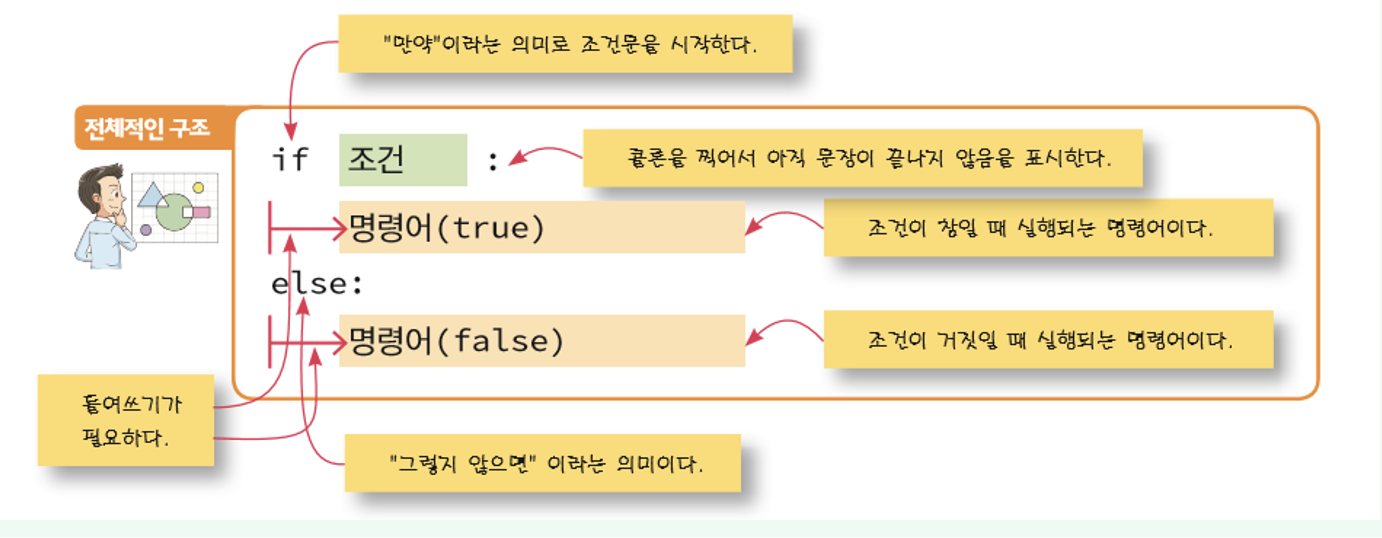 "만약"이라는 의미로 조건문을 시작한다.
전체적인 구조
if 조건 :
콜론을 찍어서 아직 문장이 끝나지 않음을 표시한다.
명령어(true)
조건이 참일 때 실행되는 명령어이다.
else:
명령어(false)
조건이 거짓일 때 실행되는 명령어이다.
들여쓰기가
필요하다.
"그렇지 않으면" 이라는 의미이다.